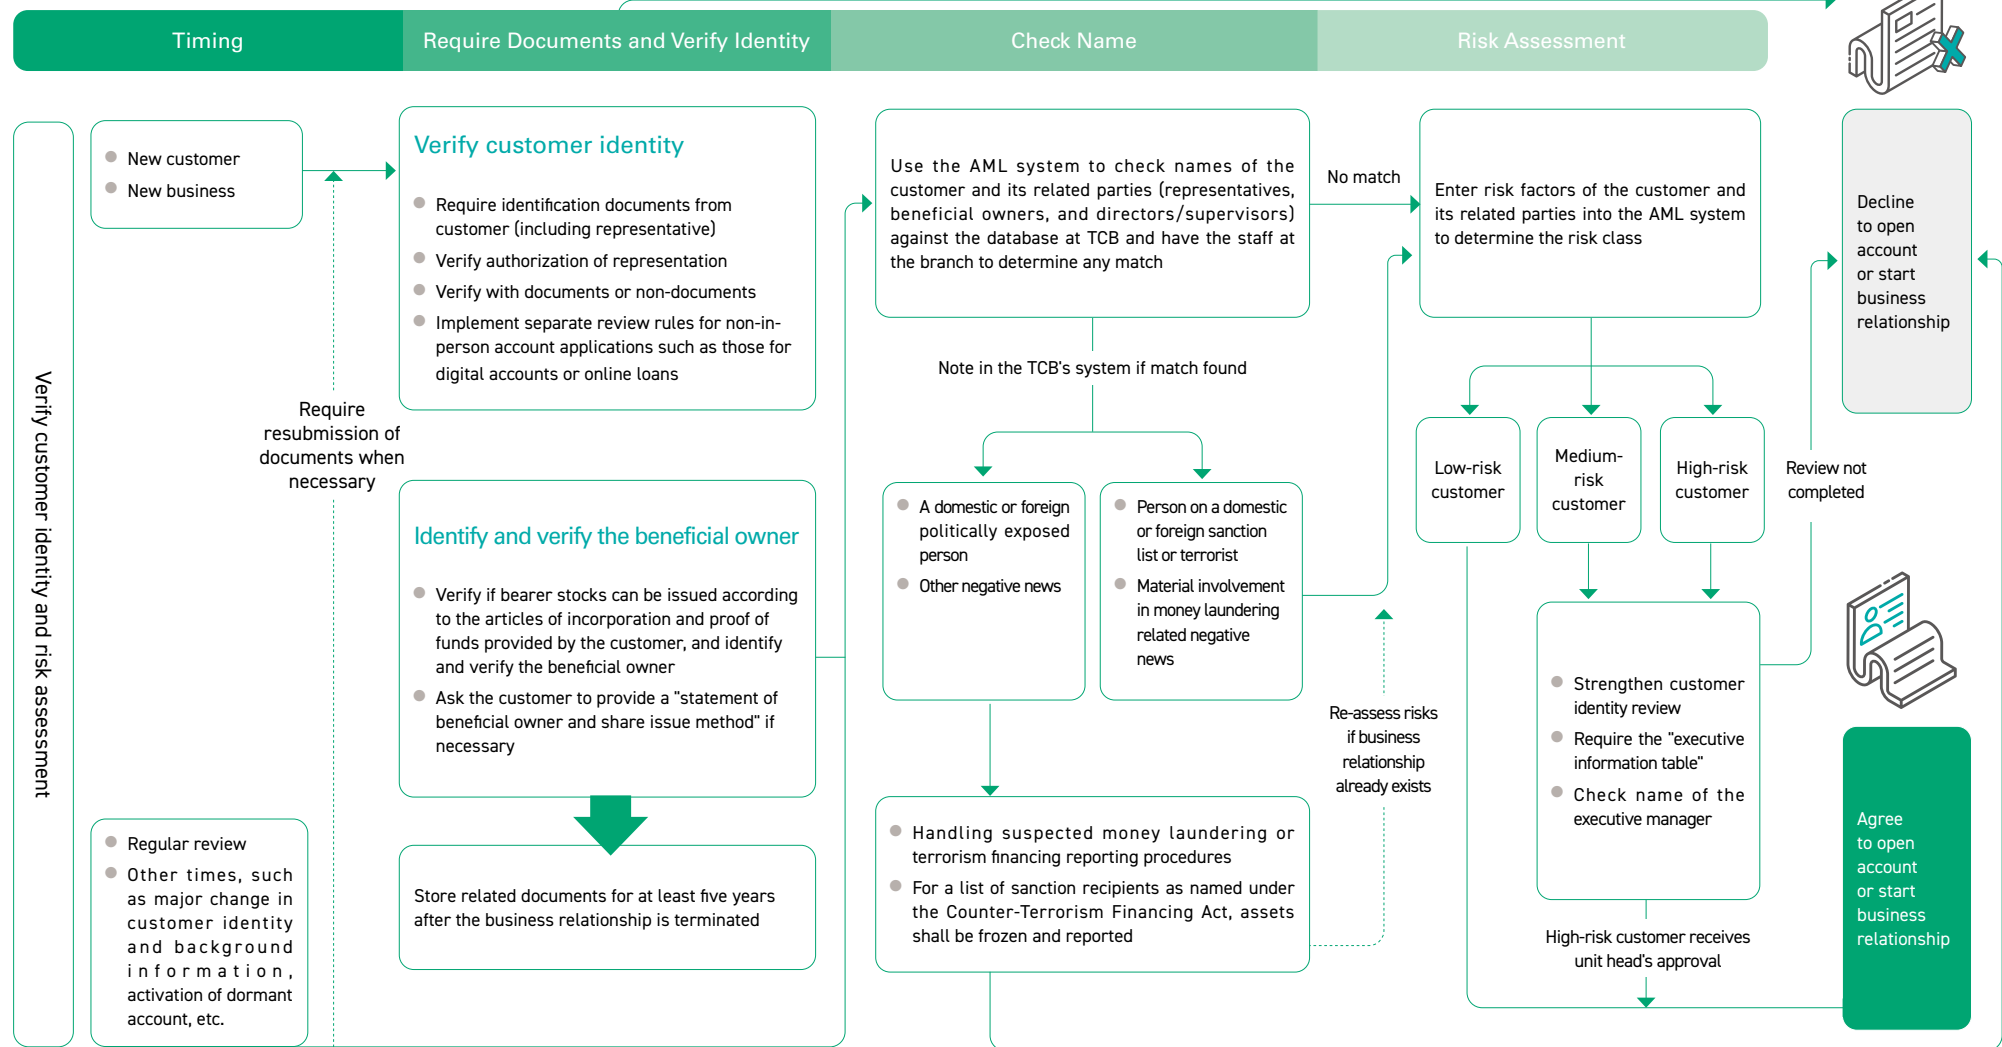 Timing
Require Documents and Verify Identity
Check Name
Risk Assessment
Verify customer identity and risk assessment
New customer
New business
Require
resubmission of
documents when
necessary
Regular review
Other times, such
as major change in
customer identity
and background
information,
activation of dormant
account, etc.
Verify customer identity
Require identification documents from
customer (including representative)
Verify authorization of representation
Verify with documents or non-documents
Implement separate review rules for non-in-
person account applications such as those for
digital accounts or online loans
Identify and verify the beneficial owner
Verify if bearer stocks can be issued according
to the articles of incorporation and proof of
funds provided by the customer, and identify
and verify the beneficial owner
Ask the customer to provide a "statement of
beneficial owner and share issue method" if
necessary
Store related documents for at least five years
after the business relationship is terminated
Use the AML system to check names of the
customer and its related parties (representatives,
beneficial owners, and directors/supervisors)
against the database at TCB and have the staff at
the branch to determine any match
No match
Note in the TCB's system if match found
A domestic or foreign
politically exposed
person
Other negative news
Person on a domestic
or foreign sanction
list or terrorist
Material involvement
in money laundering
related negative
news
Handling suspected money laundering or
terrorism financing reporting procedures
For a list of sanction recipients as named under
the Counter-Terrorism Financing Act, assets
shall be frozen and reported
Re-assess risks
if business
relationship
already exists
Enter risk factors of the customer and
its related parties into the AML system
to determine the risk class
Low-risk
customer
Medium-
risk
customer
High-risk
customer
Review not
completed
Strengthen customer
identity review
Require the "executive
information table"
Check name of the
executive manager
High-risk customer receives
unit head's approval
Decline
to open
account
or start
business
relationship
Agree
to open
account
or start
business
relationship